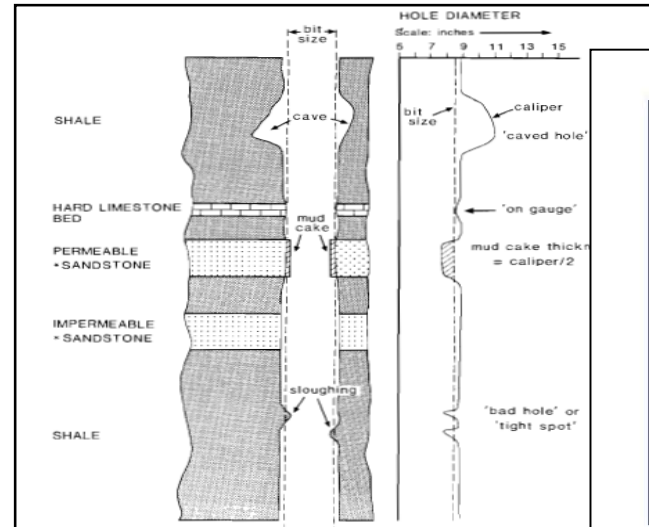 HOLE DIAMETER
Scale: inches
5 7 9 11 13 15
bit
size
SHALE
cave
bit
size
caliper
'caved hole'
HARD LIMESTONE
BED
'on gauge'
mud
cake
PERMEABLE
SANDSTONE
mud cake thickn
= caliper/2
IMPERMEABLE
SANDSTONE
sloughing
'bad hole' or
'tight spot'
SHALE